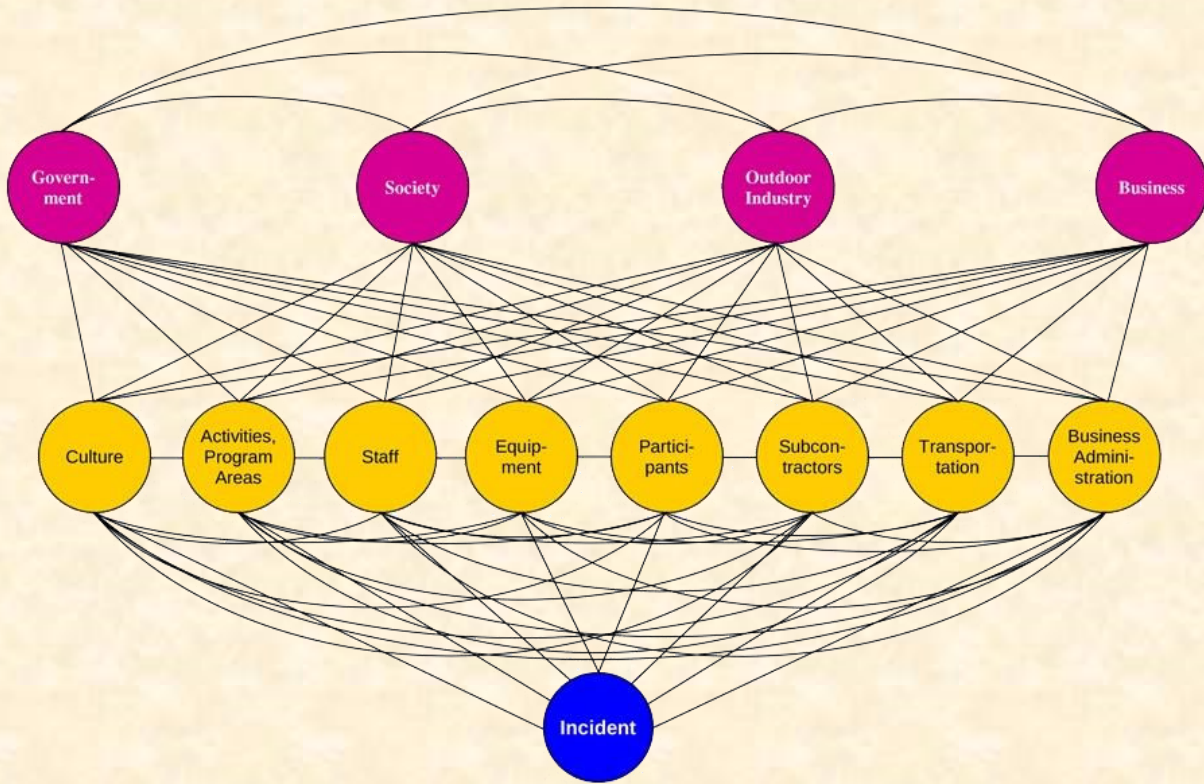 Govern-
ment
Society
Outdoor
Industry
Business
Culture
Activities,
Program
Areas
Staff
Equip-
ment
Partici-
pants
Subcon-
tractors
Transpor-
tation
Business
Admini-
stration
Incident